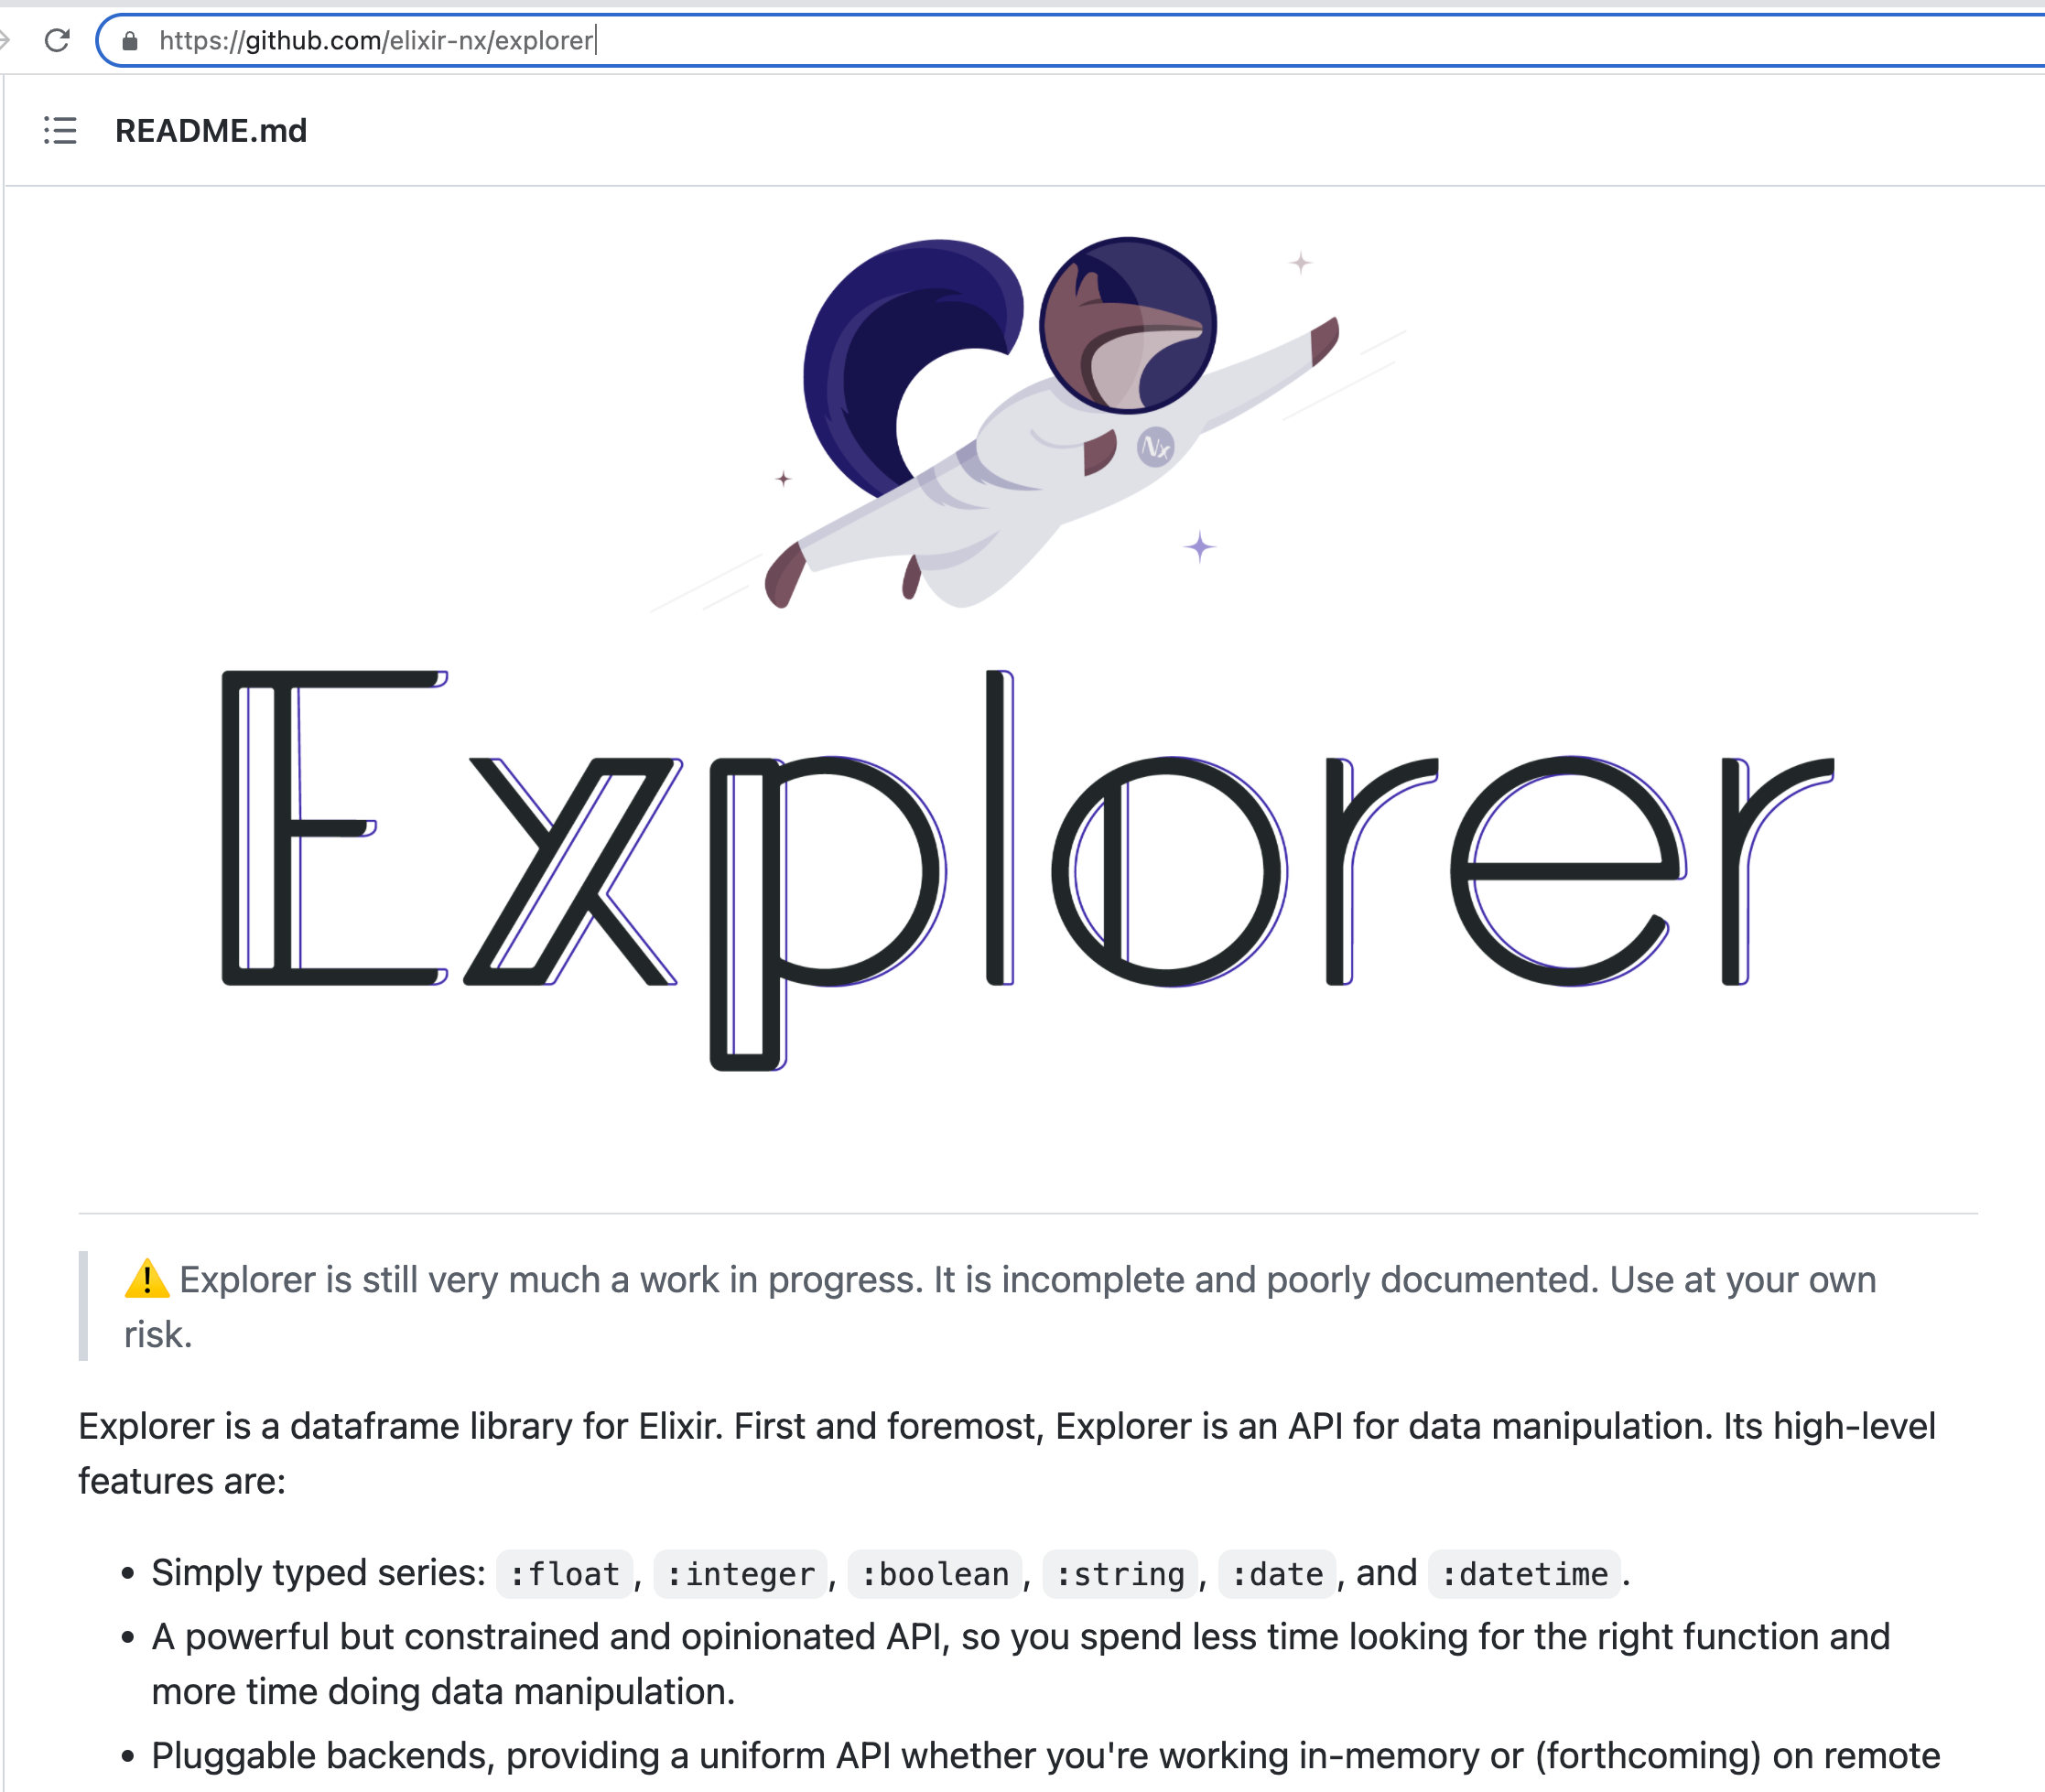 https://github.com/elixir-nx/explorer
README.md
Nx
Explorer
⚠️ Explorer is still very much a work in progress. It is incomplete and poorly documented. Use at your own
risk.
Explorer is a dataframe library for Elixir. First and foremost, Explorer is an API for data manipulation. Its high-level
features are:
• Simply typed series: :float, :integer, :boolean, :string, :date, and :datetime.
• A powerful but constrained and opinionated API, so you spend less time looking for the right function and
more time doing data manipulation.
• Pluggable backends, providing a uniform API whether you're working in-memory or (forthcoming) on remote